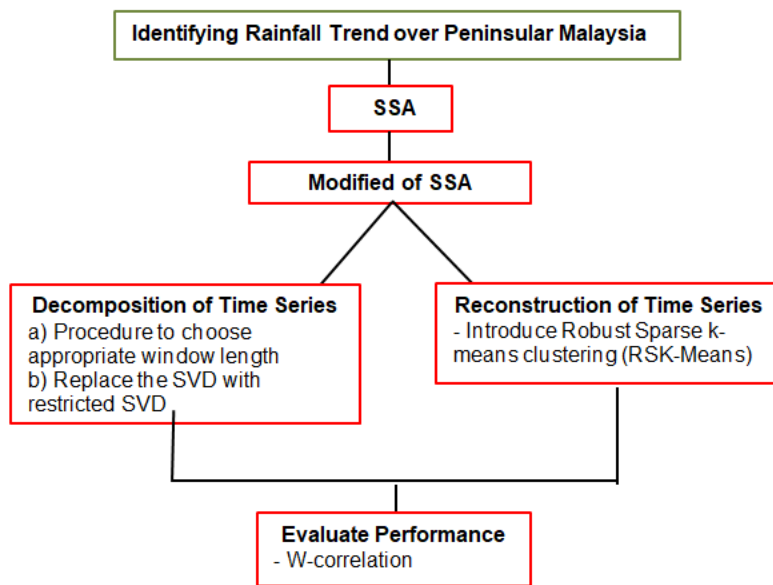 Identifying Rainfall Trend over Peninsular Malaysia
SSA
Modified of SSA
Decomposition of Time Series
a) Procedure to choose
appropriate window length
b) Replace the SVD with
restricted SVD
Reconstruction of Time Series
- Introduce Robust Sparse k-
means clustering (RSK-Means)
Evaluate Performance
- W-correlation